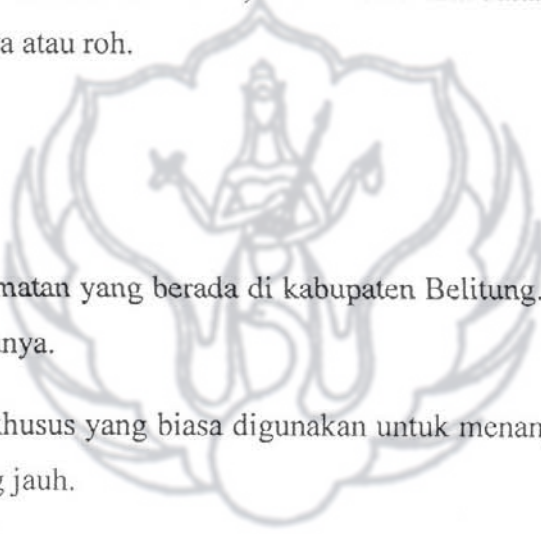 a atau roh.
matan yang berada di kabupaten Belitung.
nya.
khusus yang biasa digunakan untuk menan
g jauh.